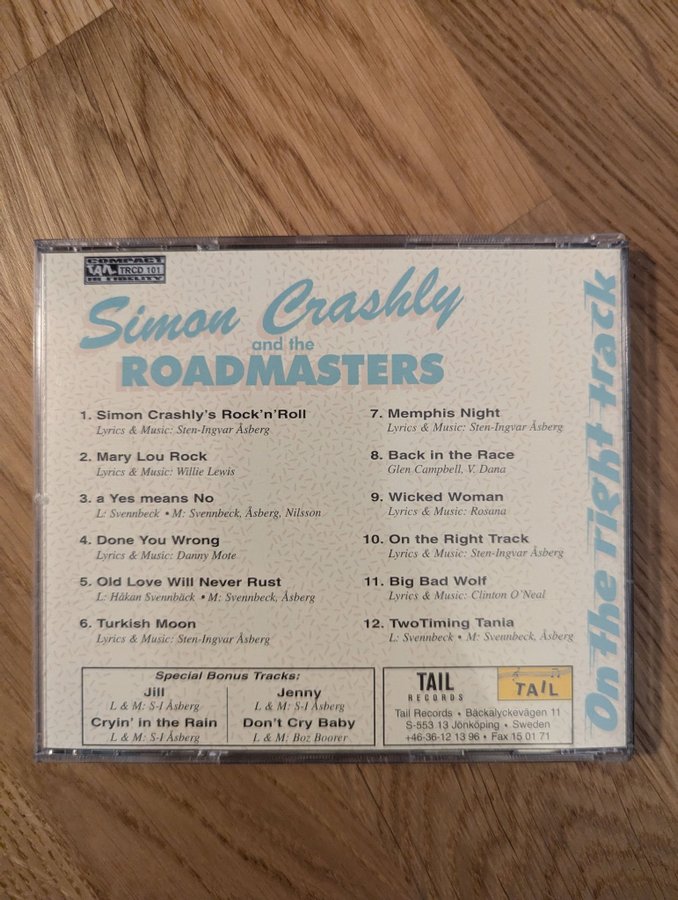 COMPACT
TAIL TRCD 101
IN FIDELITY
Simon Crashly
and the
ROADMASTERS
1. Simon Crashly's Rock'n'Roll
Lyrics & Music: Sten-Ingvar Åsberg
2. Mary Lou Rock
Lyrics & Music: Willie Lewis
3. a Yes means No
L: Svennbeck • M: Svennbeck, Åsberg, Nilsson
4. Done You Wrong
Lyrics & Music: Danny Mote
5. Old Love Will Never Rust
L: Håkan Svennbäck • M: Svennbeck, Åsberg
6. Turkish Moon
Lyrics & Music: Sten-Ingvar Åsberg
7. Memphis Night
Lyrics & Music: Sten-Ingvar Åsberg
8. Back in the Race
Glen Campbell, V. Dana
9. Wicked Woman
Lyrics & Music: Rosana
10. On the Right Track
Lyrics & Music: Sten-Ingvar Åsberg
11. Big Bad Wolf
Lyrics & Music: Clinton O'Neal
12. TwoTiming Tania
L: Svennbeck • M: Svennbeck, Åsberg
Special Bonus Tracks:
Jill
L & M: S-I Åsberg
Cryin' in the Rain
L & M: S-I Åsberg
Jenny
L & M: S-I Åsberg
Don't Cry Baby
L & M: Boz Boorer
TAIL
RECORDS
TAIL
Tail Records • Bäckalyckevägen 11
S-553 13 Jönköping • Sweden
+46-36-12 13 96 • Fax 15 01 71
On the right track